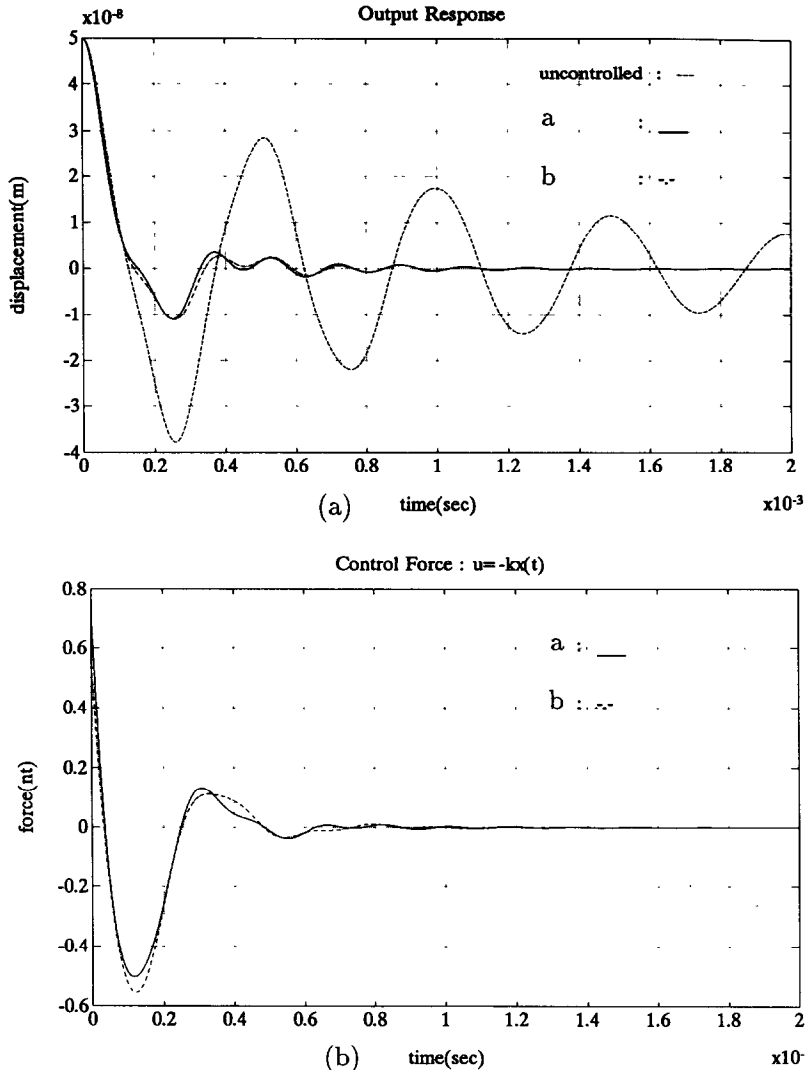 Output Response
x10-8
5
4
3
2
1
0
-1
-2
-3
-4
displacement(m)
uncontrolled :
a :
b :
0 0.2 0.4 0.6 0.8 1 1.2 1.4 1.6 1.8 2
(a) time(sec) x10-3
Control Force : u=-kx(t)
0.8
0.6
0.4
0.2
0
-0.2
-0.4
-0.6
force(nt)
a :
b :
0 0.2 0.4 0.6 0.8 1 1.2 1.4 1.6 1.8 2
(b) time(sec) x10-